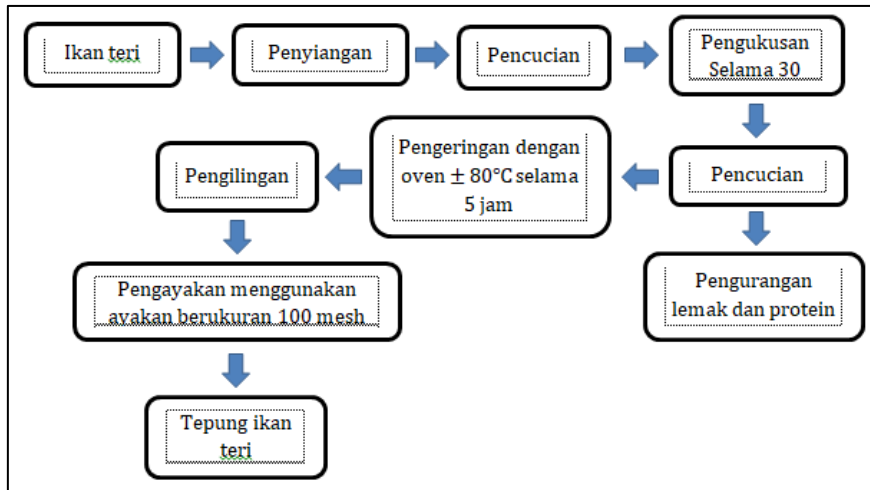 Ikan teri
Penyiangan
Pencucian
Pengukusan
Selama 30
Pencucian
Pengeringan dengan
oven ± 80°C selama
5 jam
Pengilingan
Pengurangan
lemak dan protein
Pengayakan menggunakan
ayakan berukuran 100 mesh
Tepung ikan
teri